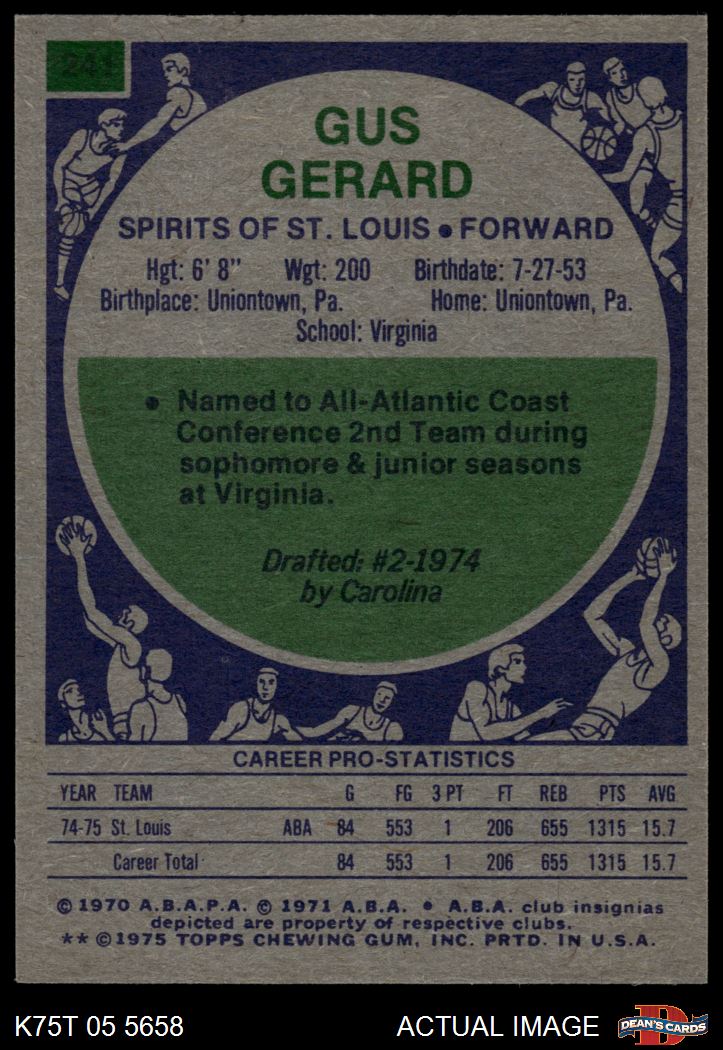 241
GUS
GERARD
SPIRITS OF ST. LOUIS • FORWARD
Hgt: 6' 8" Wgt: 200 Birthdate: 7-27-53
Birthplace: Uniontown, Pa. Home: Uniontown, Pa.
School: Virginia
• Named to All-Atlantic Coast
Conference 2nd Team during
sophomore & junior seasons
at Virginia.
Drafted: #2-1974
by Carolina
CAREER PRO-STATISTICS
YEAR TEAM G FG 3 PT FT REB PTS AVG
74-75 St. Louis ABA 84 553 1 206 655 1315 15.7
Career Total 84 553 1 206 655 1315 15.7
© 1970 A.B.A.P.A. © 1971 A.B.A. • A.B.A. club insignias
depicted are property of respective clubs.
** © 1975 TOPPS CHEWING GUM, INC. PRTD. IN U.S.A.
K75T 05 5658 ACTUAL IMAGE D DEAN'S CARDS